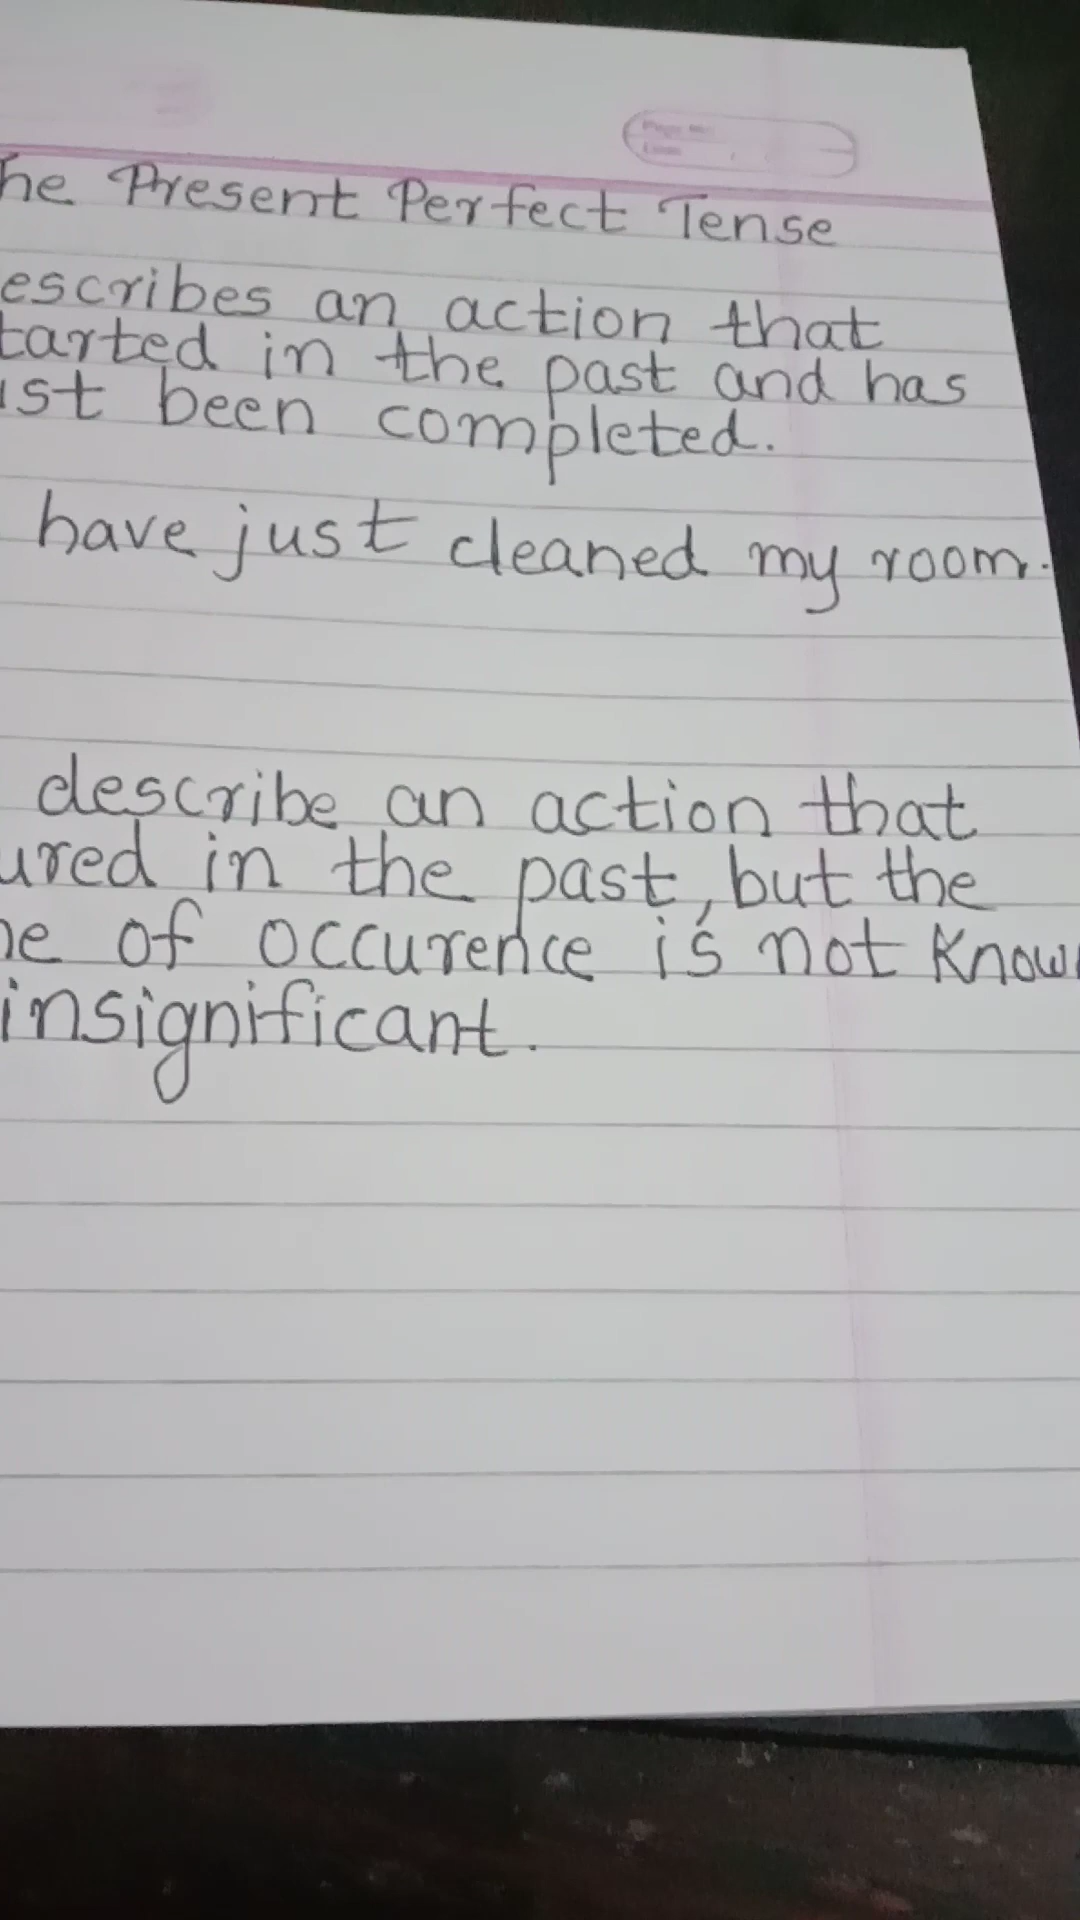 he Present Perfect Tense
escribes an action that
tarted in the past and has
ust been completed.
have just cleaned my room.
describe an action that
ured in the past, but the
ne of occurence is not know
insignificant.